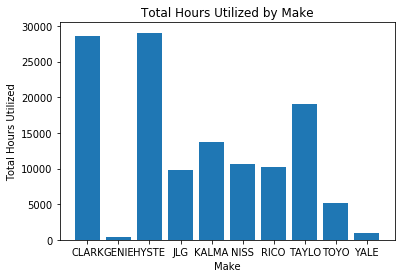 Total Hours Utilized by Make
Total Hours Utilized
30000
25000
20000
15000
10000
5000
0
CLARK GENIE HYSTE JLG KALMA NISS RICO TAYLO TOYO YALE
Make